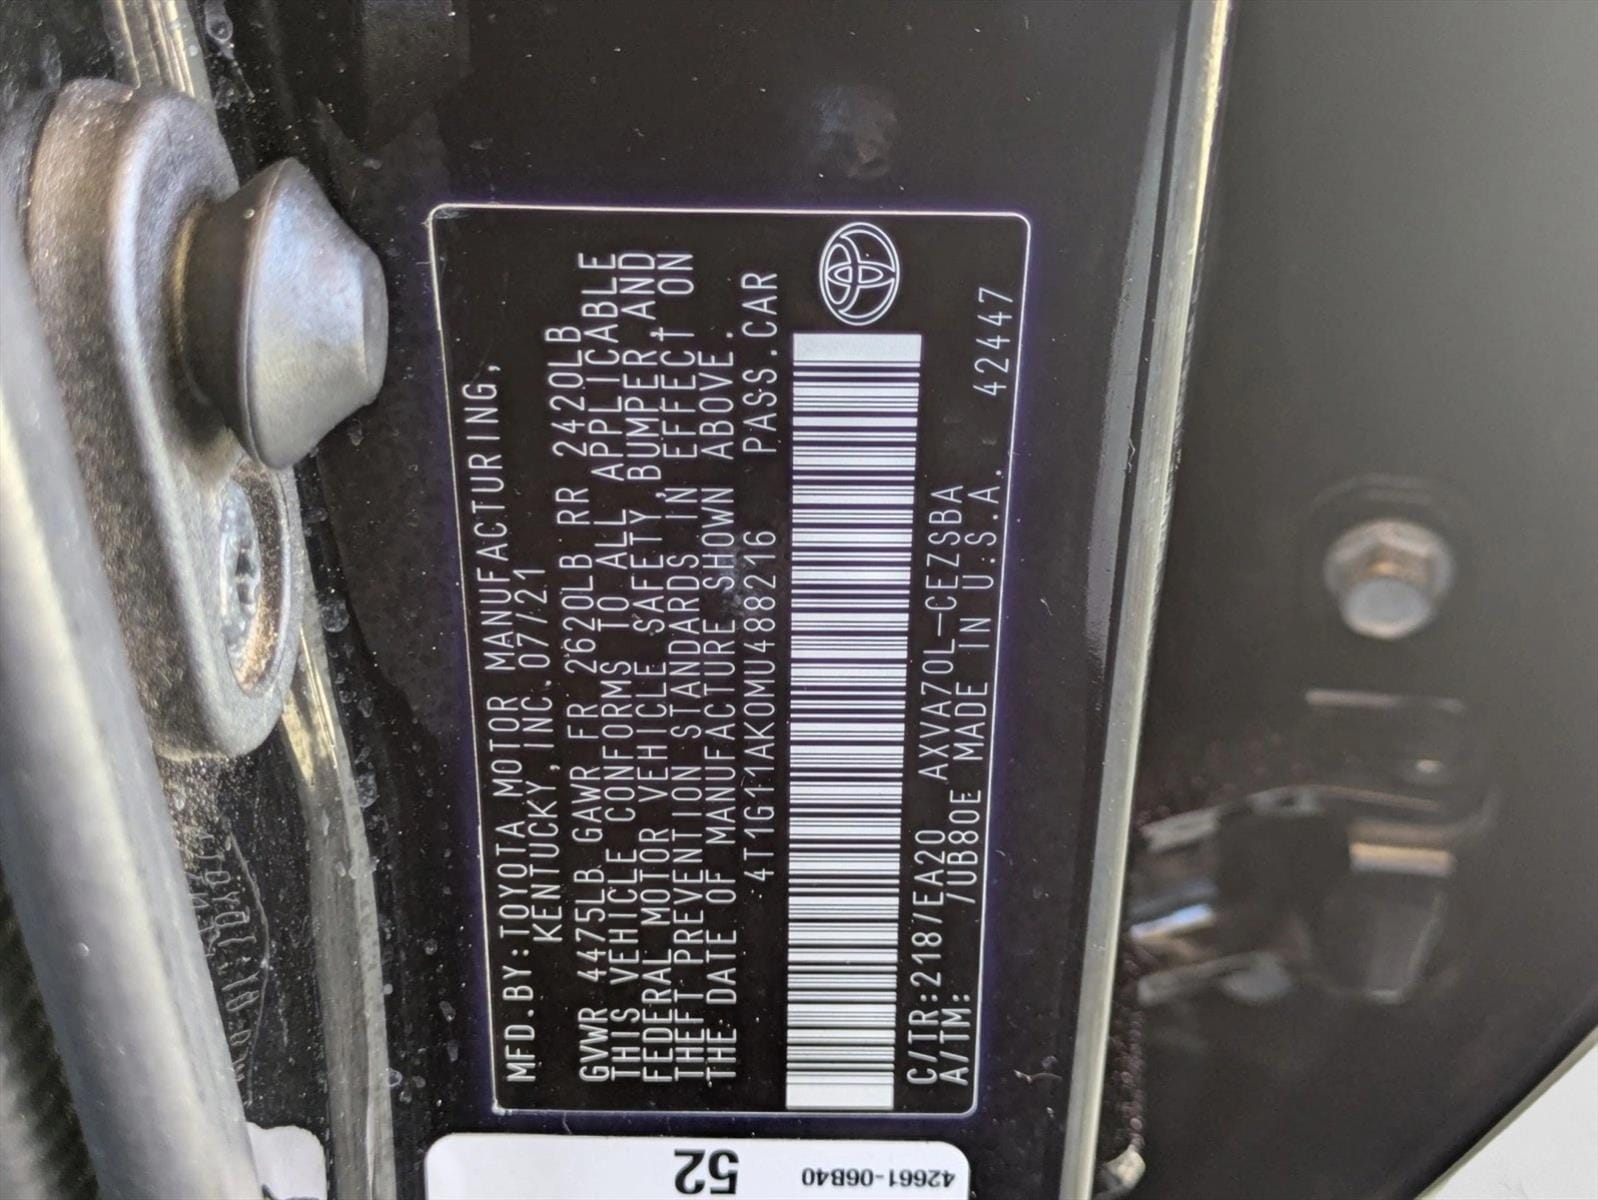 MFD.BY:TOYOTA MOTOR MANUFACTURING,
KENTUCKY,INC.07/21
GVWR 4475LB GAWR FR 2620LB RR 2420LB
THIS VEHICLE CONFORMS TO ALL APPLICABLE
FEDERAL MOTOR VEHICLE SAFETY,BUMPER,AND
THEFT PREVENTION STANDARDS IN EFFECT ON
THE DATE OF MANUFACTURE SHOWN ABOVE.
4T1G11AK0MU488216 PASS.CAR
C/TR:218/EA20 AXVA70L-CEZSBA
A/TM: /UB80E MADE IN U.S.A. 42447
52
42661-06B40